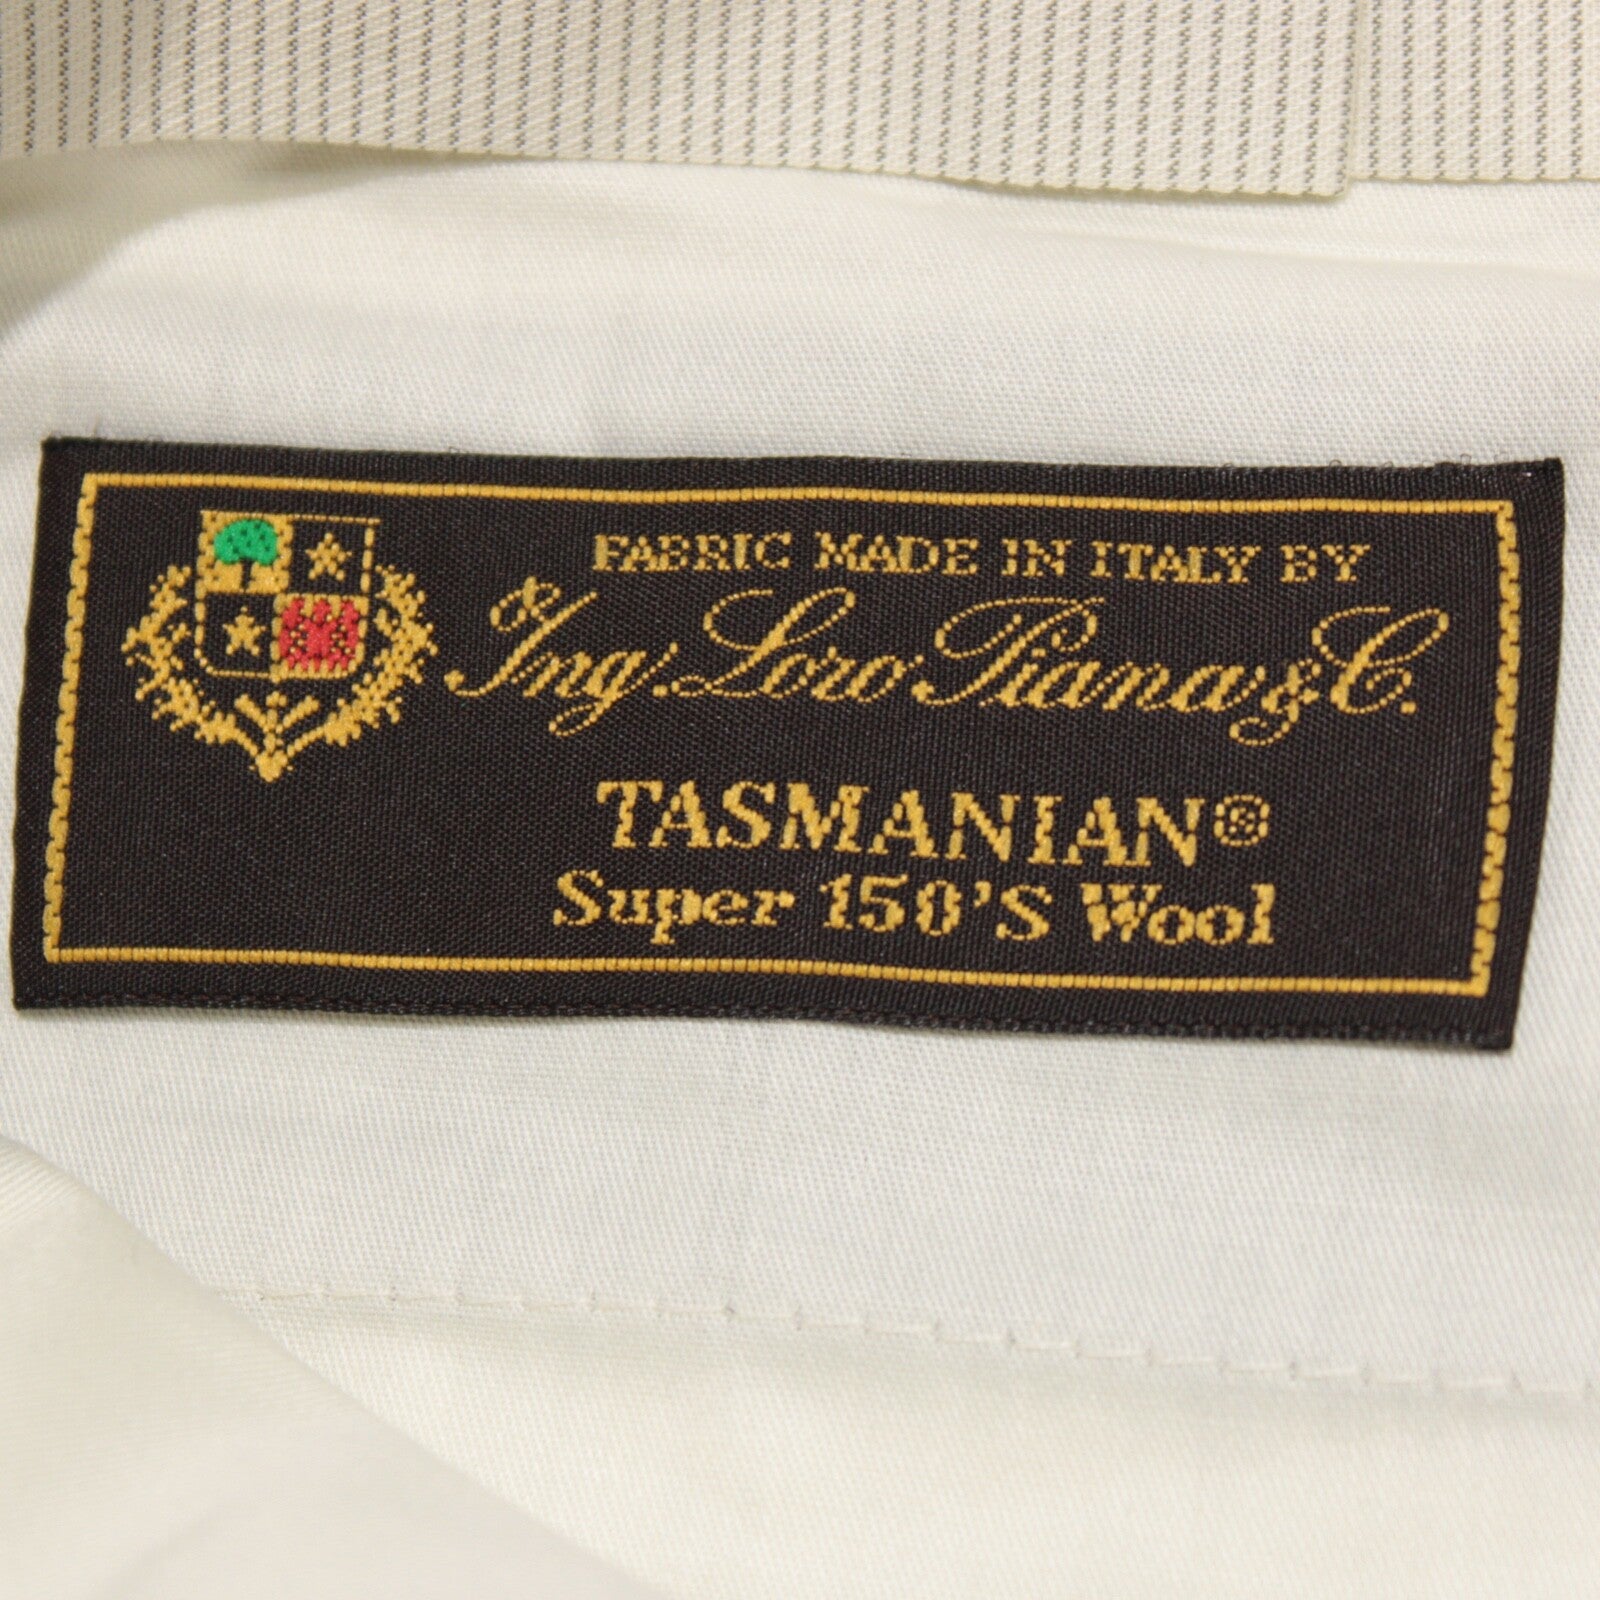 FABRIC MADE IN ITALY BY
Ing. Loro Piana & C.
TASMANIAN®
Super 150'S Wool